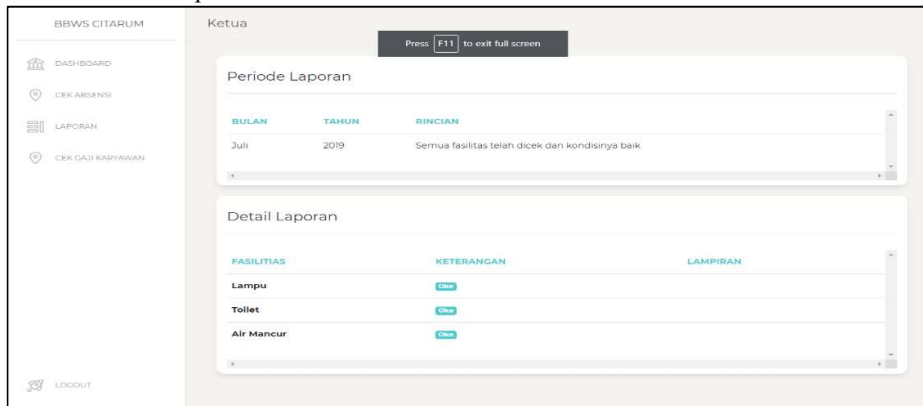 BBWS CITARUM
DASHBOARD
CEK ABSENSI
LAPORAN
CEK GAJI KARYAWAN
LOGOUT
Ketua
Press F11 to exit full screen
Periode Laporan
BULAN TAHUN RINCIAN
Juli 2019 Semua fasilitas telah dicek dan kondisinya baik
Detail Laporan
FASILITIAS KETERANGAN LAMPIRAN
Lampu Oke
Toilet Oke
Air Mancur Oke